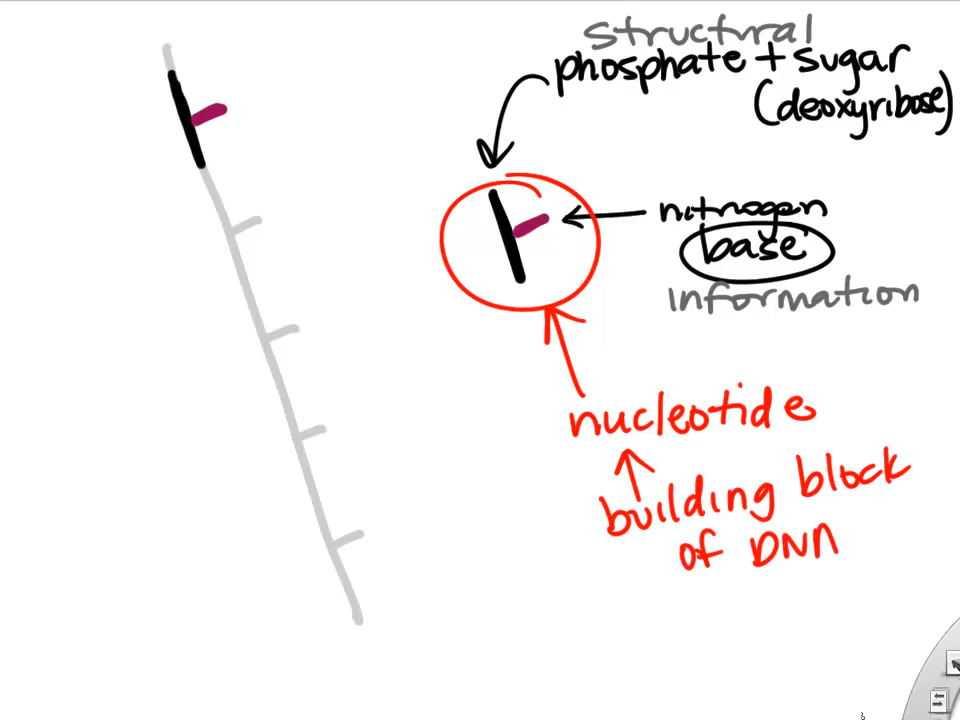 structural
phosphate + sugar
(deoxyribose)
nitrogen
base
information
nucleotide
building block
of DNA